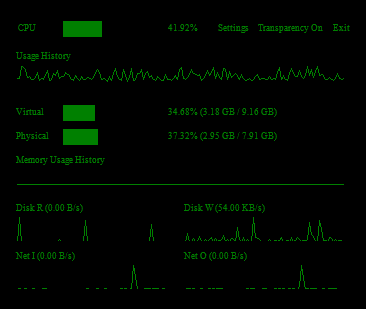 CPU 41.92% Settings Transparency On Exit
Usage History
Virtual 34.68% (3.18 GB / 9.16 GB)
Physical 37.32% (2.95 GB / 7.91 GB)
Memory Usage History
Disk R (0.00 B/s) Disk W (54.00 KB/s)
Net I (0.00 B/s) Net O (0.00 B/s)